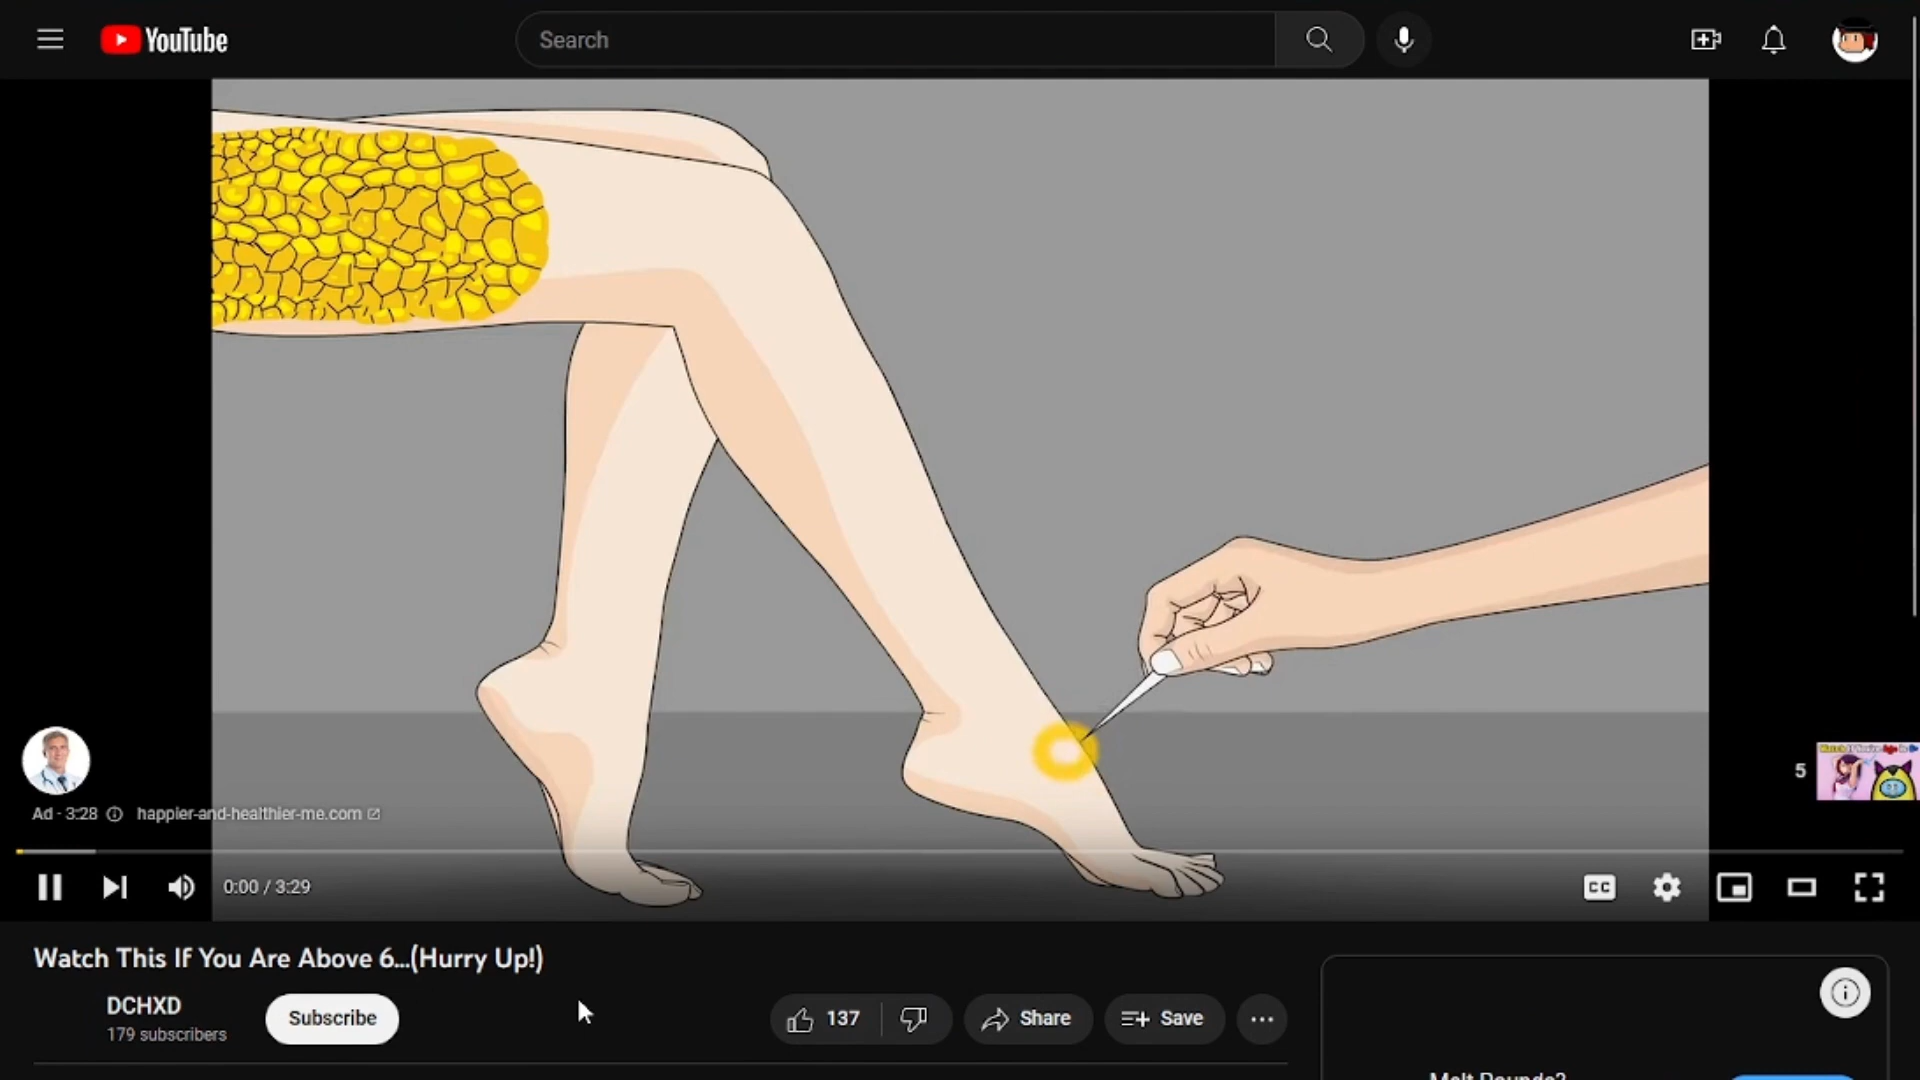 YouTube
Search
5
Ad · 3:28
happier-and-healthier-me.com
0:00 / 3:29
CC
Watch This If You Are Above 6...(Hurry Up!)
DCHXD
179 subscribers
Subscribe
137
Share
Save